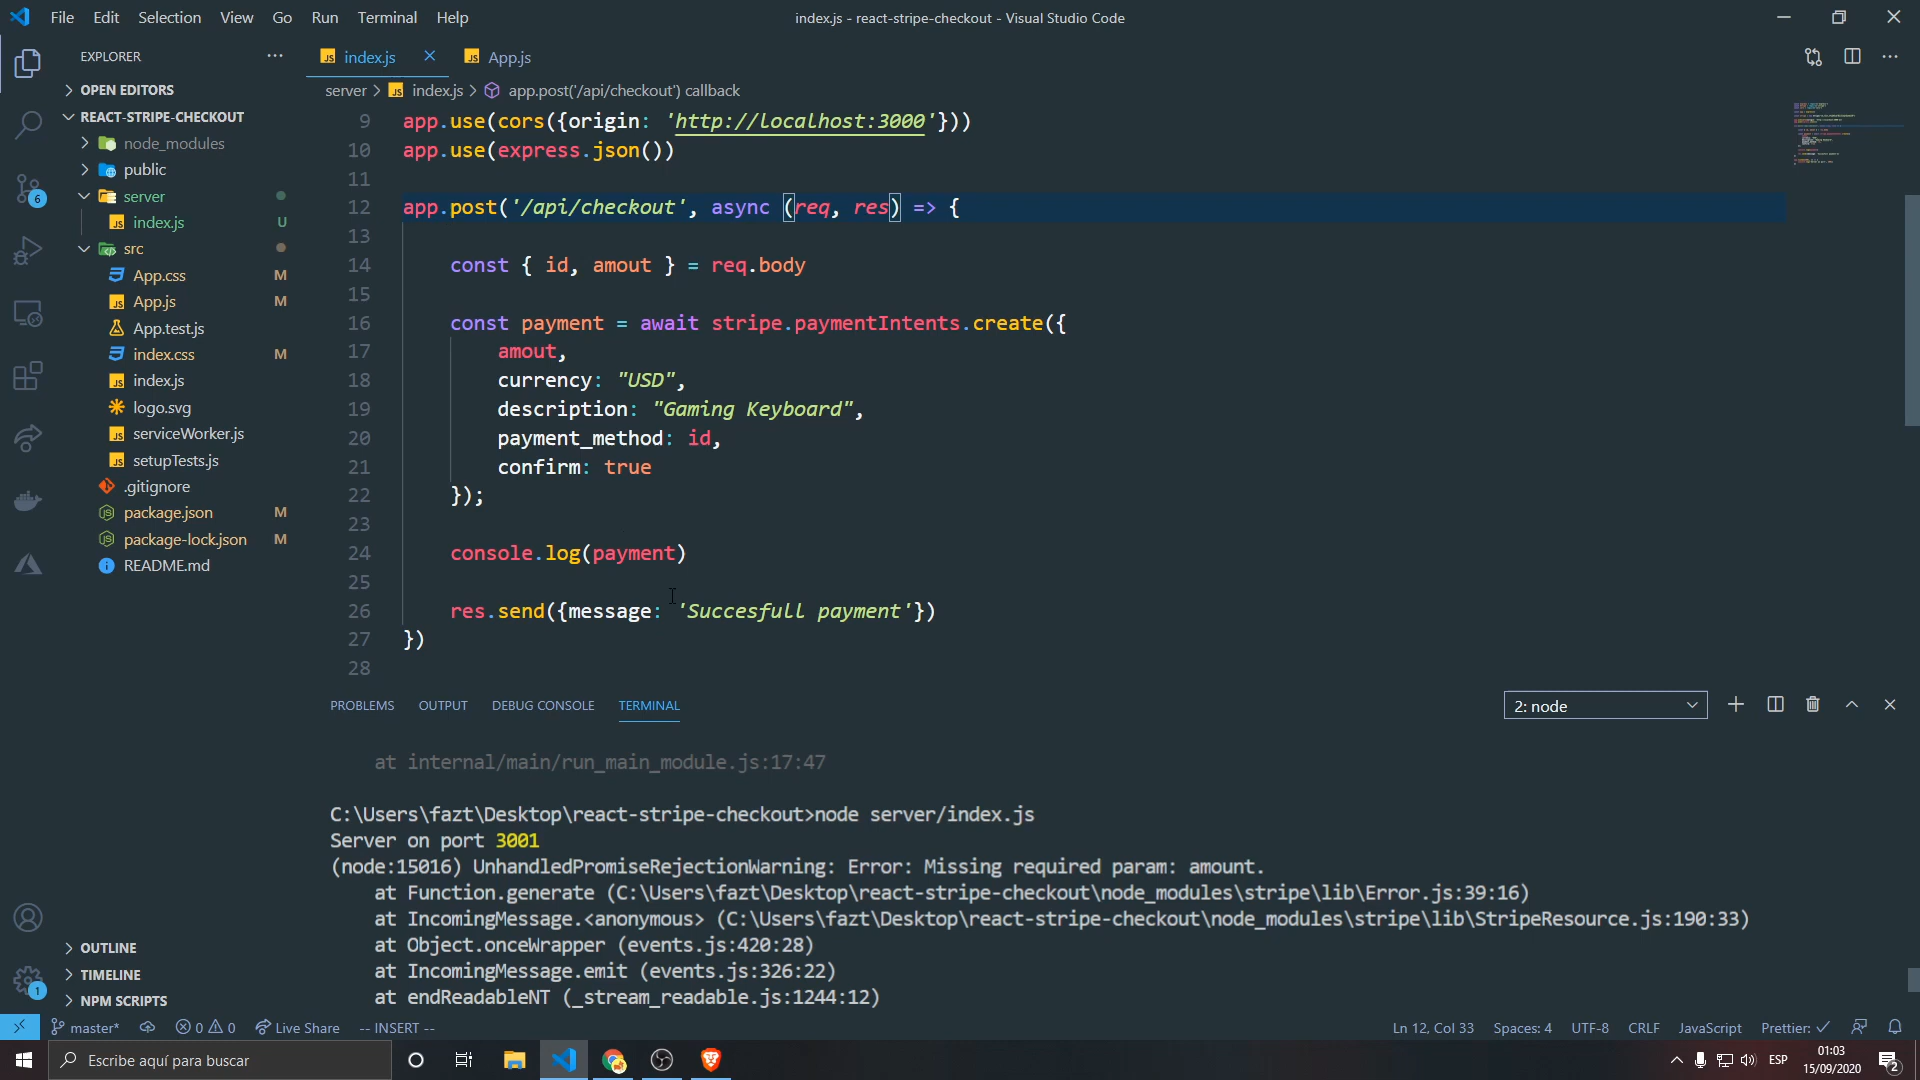 File Edit Selection View Go Run Terminal Help
index.js - react-stripe-checkout - Visual Studio Code
EXPLORER
OPEN EDITORS
REACT-STRIPE-CHECKOUT
node_modules
public
server
index.js U
src
App.css M
App.js M
App.test.js
index.css M
index.js
logo.svg
serviceWorker.js
setupTests.js
.gitignore
package.json M
package-lock.json M
README.md
OUTLINE
TIMELINE
NPM SCRIPTS
6
1
index.js
App.js
server > index.js > app.post('/api/checkout') callback
9 app.use(cors({origin: 'http://localhost:3000'}))
10 app.use(express.json())
11
12 app.post('/api/checkout', async (req, res) => {
13
14 const { id, amout } = req.body
15
16 const payment = await stripe.paymentIntents.create({
17 amout,
18 currency: "USD",
19 description: "Gaming Keyboard",
20 payment_method: id,
21 confirm: true
22 });
23
24 console.log(payment)
25
26 res.send({message: 'Succesfull payment'})
27 })
28
PROBLEMS OUTPUT DEBUG CONSOLE TERMINAL
2: node
at internal/main/run_main_module.js:17:47
C:\Users\fazt\Desktop\react-stripe-checkout>node server/index.js
Server on port 3001
(node:15016) UnhandledPromiseRejectionWarning: Error: Missing required param: amount.
at Function.generate (C:\Users\fazt\Desktop\react-stripe-checkout\node_modules\stripe\lib\Error.js:39:16)
at IncomingMessage.<anonymous> (C:\Users\fazt\Desktop\react-stripe-checkout\node_modules\stripe\lib\StripeResource.js:190:33)
at Object.onceWrapper (events.js:420:28)
at IncomingMessage.emit (events.js:326:22)
at endReadableNT (_stream_readable.js:1244:12)
master* 0 0 Live Share -- INSERT --
Ln 12, Col 33 Spaces: 4 UTF-8 CRLF JavaScript Prettier: ✓
Escribe aquí para buscar
ESP
01:03
15/09/2020
2